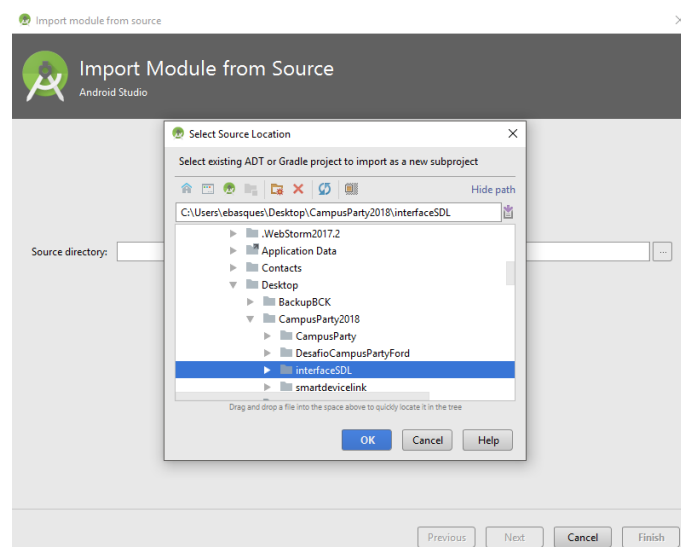 Import module from source
Import Module from Source
Android Studio
Select Source Location
Select existing ADT or Gradle project to import as a new subproject
Hide path
C:\Users\ebasques\Desktop\CampusParty2018\interfaceSDL
.WebStorm2017.2
Application Data
Contacts
Desktop
BackupBCK
CampusParty2018
CampusParty
DesafioCampusPartyFord
interfaceSDL
smartdevicelink
Drag and drop a file into the space above to quickly locate it in the tree
OK Cancel Help
Source directory: ...
Previous Next Cancel Finish